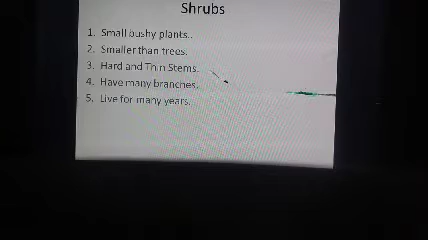 Shrubs
1. Small bushy plants..
2. Smaller than trees.
3. Hard and Thin Stems.
4. Have many branches.
5. Live for many years.